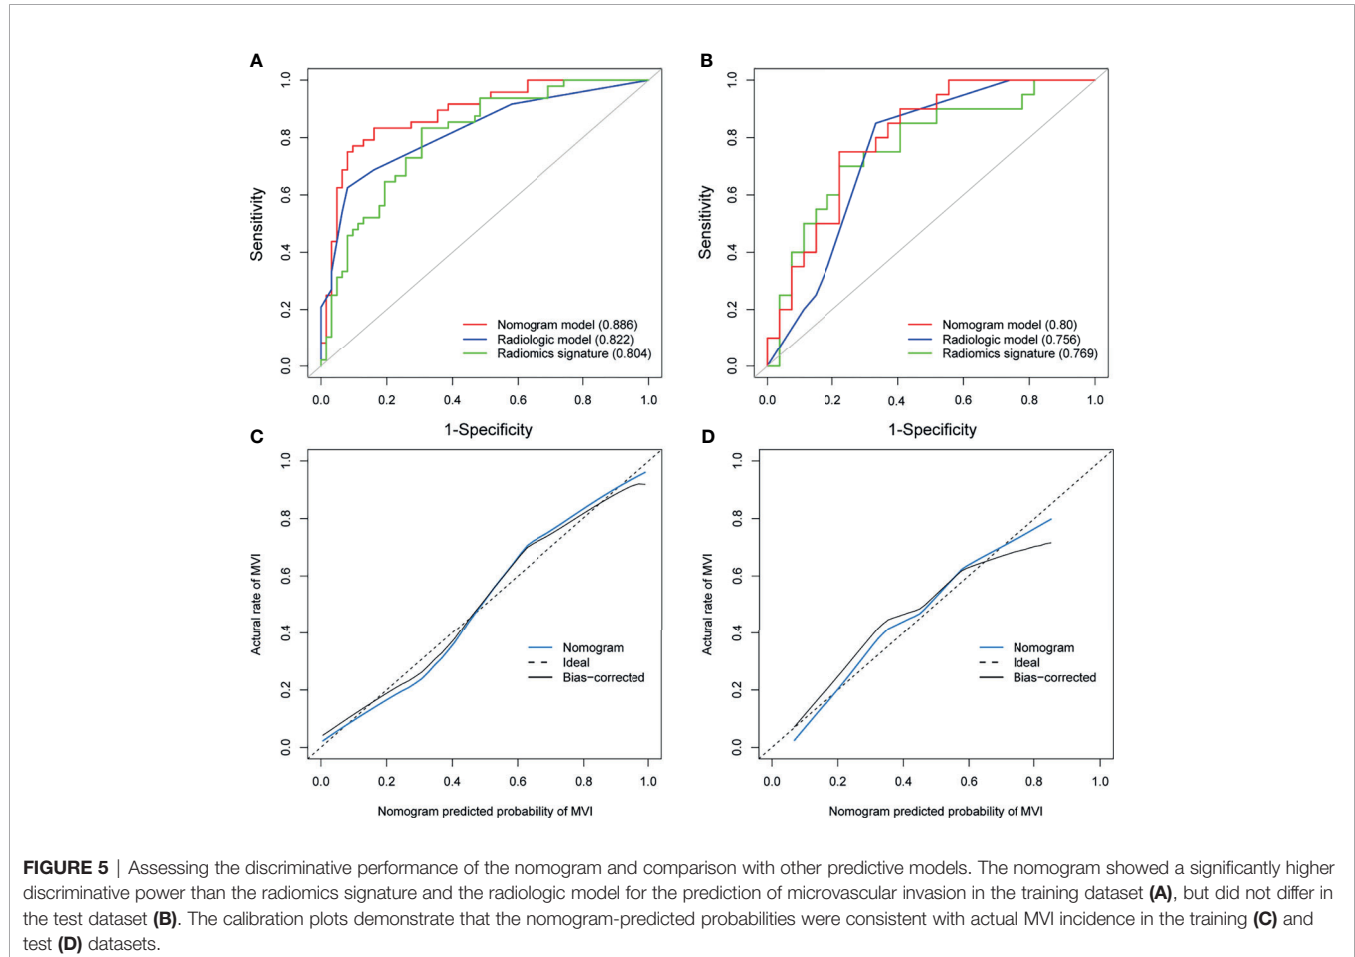 A
1.0
0.8
0.6
0.4
0.2
0.0
Sensitivity
Nomogram model (0.886)
Radiologic model (0.822)
Radiomics signature (0.804)
0.0 0.2 0.4 0.6 0.8 1.0
1-Specificity
B
1.0
0.8
0.6
0.4
0.2
0.0
Sensitivity
Nomogram model (0.80)
Radiologic model (0.756)
Radiomics signature (0.769)
0.0 0.2 0.4 0.6 0.8 1.0
1-Specificity
C
1.0
0.8
0.6
0.4
0.2
0.0
Actural rate of MVI
Nomogram
Ideal
Bias-corrected
0.0 0.2 0.4 0.6 0.8 1.0
Nomogram predicted probability of MVI
D
1.0
0.8
0.6
0.4
0.2
0.0
Actural rate of MVI
Nomogram
Ideal
Bias-corrected
0.0 0.2 0.4 0.6 0.8 1.0
Nomogram predicted probability of MVI
FIGURE 5 | Assessing the discriminative performance of the nomogram and comparison with other predictive models. The nomogram showed a significantly higher
discriminative power than the radiomics signature and the radiologic model for the prediction of microvascular invasion in the training dataset (A), but did not differ in
the test dataset (B). The calibration plots demonstrate that the nomogram-predicted probabilities were consistent with actual MVI incidence in the training (C) and
test (D) datasets.